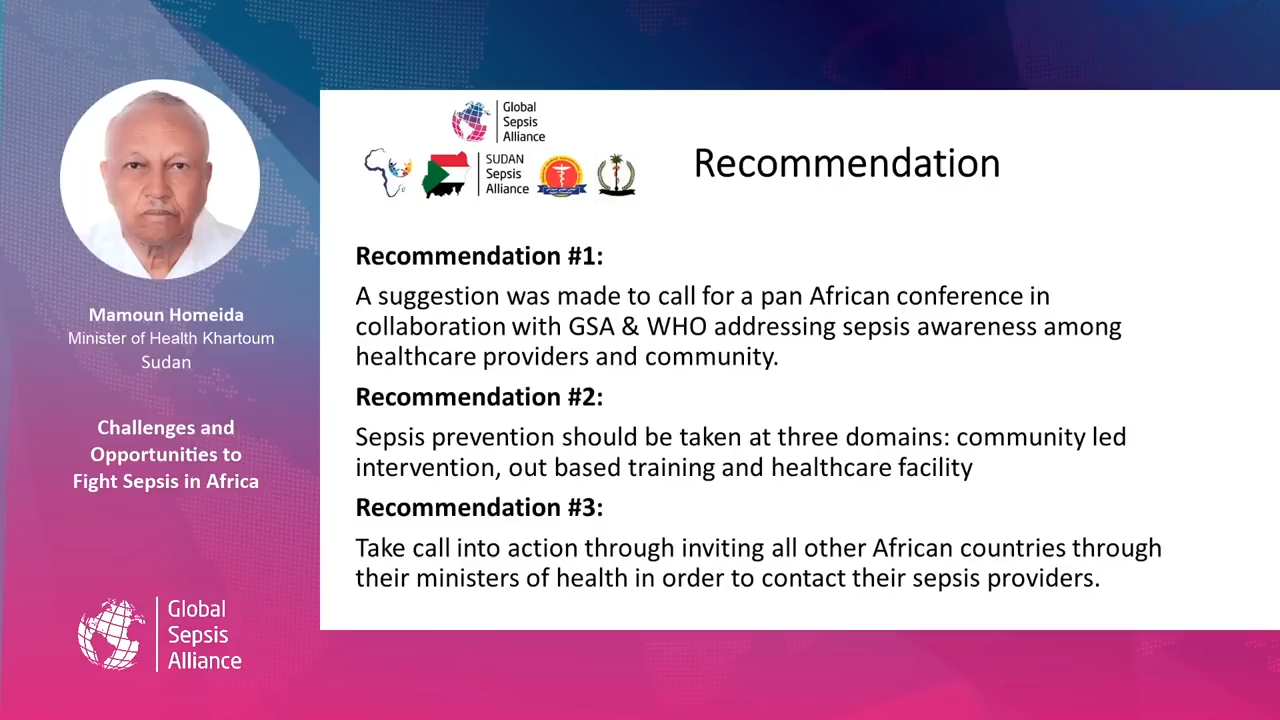 Mamoun Homeida
Minister of Health Khartoum
Sudan
Challenges and
Opportunities to
Fight Sepsis in Africa
Global
Sepsis
Alliance
Global
Sepsis
Alliance
SUDAN
Sepsis
Alliance
Recommendation
Recommendation #1:
A suggestion was made to call for a pan African conference in
collaboration with GSA & WHO addressing sepsis awareness among
healthcare providers and community.
Recommendation #2:
Sepsis prevention should be taken at three domains: community led
intervention, out based training and healthcare facility
Recommendation #3:
Take call into action through inviting all other African countries through
their ministers of health in order to contact their sepsis providers.